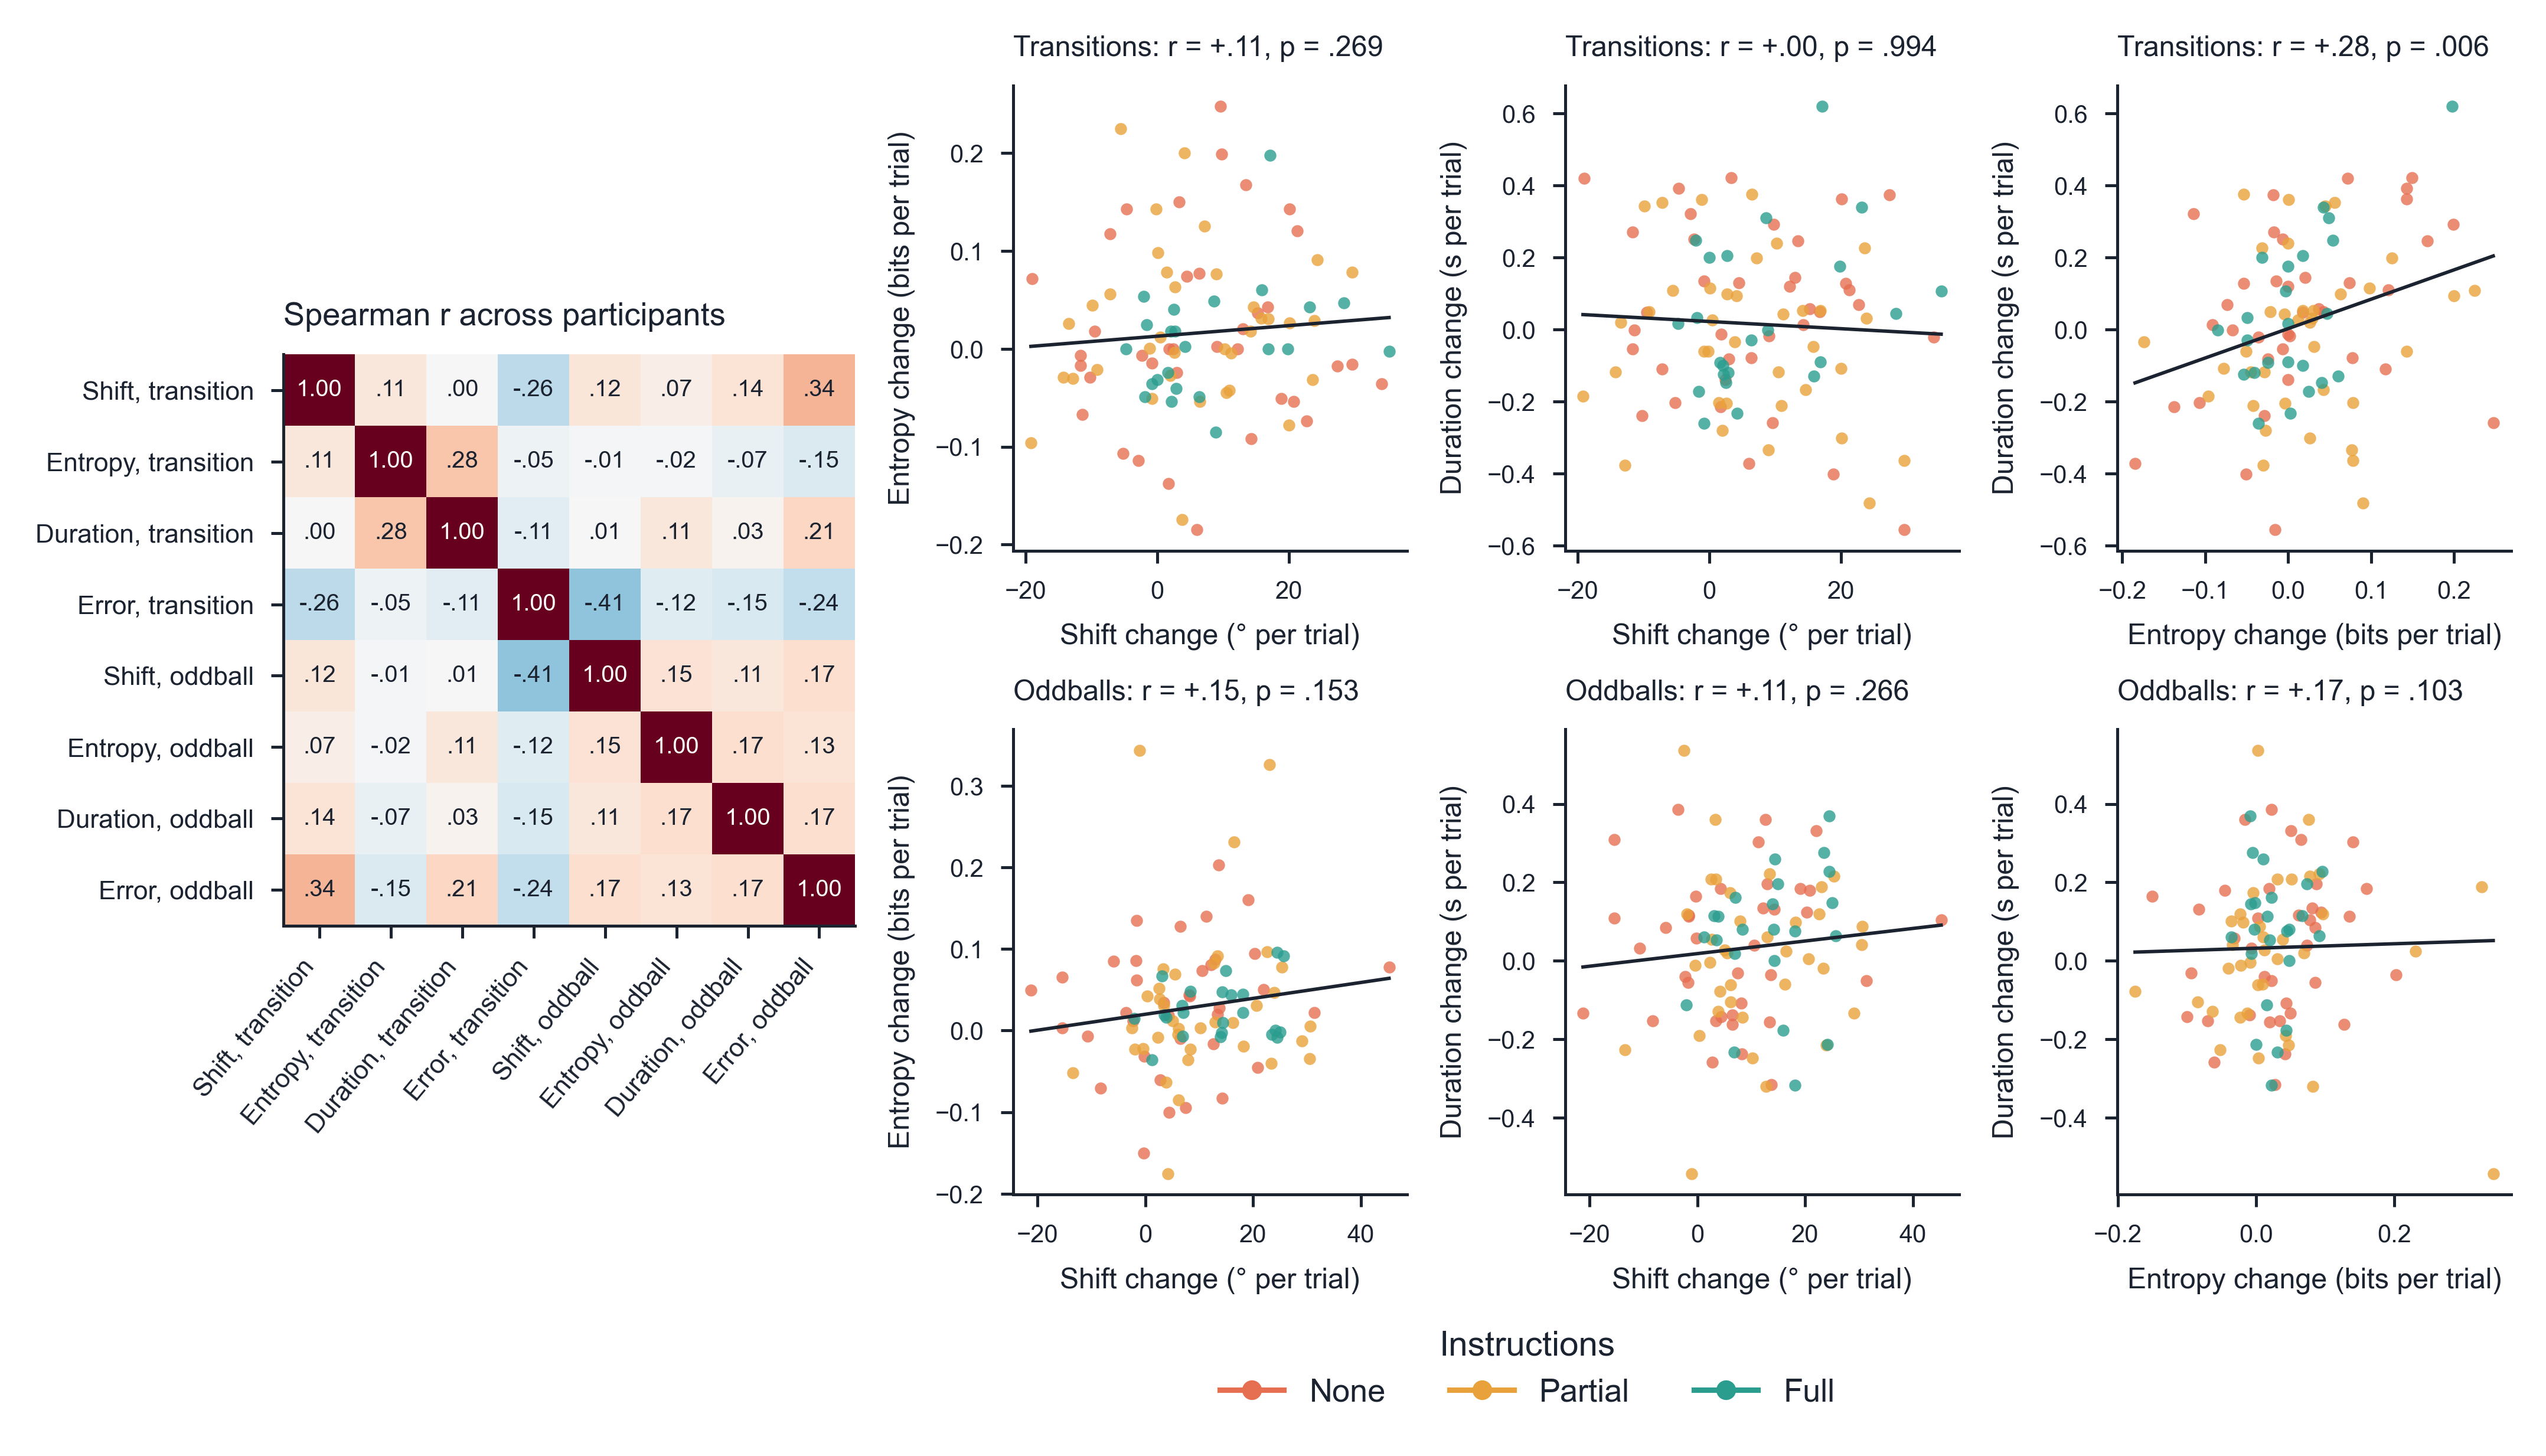 Spearman r across participants
Shift, transition 1.00 .11 .00 -.26 .12 .07 .14 .34
Entropy, transition .11 1.00 .28 -.05 -.01 -.02 -.07 -.15
Duration, transition .00 .28 1.00 -.11 .01 .11 .03 .21
Error, transition -.26 -.05 -.11 1.00 -.41 -.12 -.15 -.24
Shift, oddball .12 -.01 .01 -.41 1.00 .15 .11 .17
Entropy, oddball .07 -.02 .11 -.12 .15 1.00 .17 .13
Duration, oddball .14 -.07 .03 -.15 .11 .17 1.00 .17
Error, oddball .34 -.15 .21 -.24 .17 .13 .17 1.00
Shift, transition
Entropy, transition
Duration, transition
Error, transition
Shift, oddball
Entropy, oddball
Duration, oddball
Error, oddball
Transitions: r = +.11, p = .269
Entropy change (bits per trial)
0.2
0.1
0.0
−0.1
−0.2
−20 0 20
Shift change (° per trial)
Transitions: r = +.00, p = .994
Duration change (s per trial)
0.6
0.4
0.2
0.0
−0.2
−0.4
−0.6
−20 0 20
Shift change (° per trial)
Transitions: r = +.28, p = .006
Duration change (s per trial)
0.6
0.4
0.2
0.0
−0.2
−0.4
−0.6
−0.2 −0.1 0.0 0.1 0.2
Entropy change (bits per trial)
Oddballs: r = +.15, p = .153
Entropy change (bits per trial)
0.3
0.2
0.1
0.0
−0.1
−0.2
−20 0 20 40
Shift change (° per trial)
Oddballs: r = +.11, p = .266
Duration change (s per trial)
0.4
0.2
0.0
−0.2
−0.4
−20 0 20 40
Shift change (° per trial)
Oddballs: r = +.17, p = .103
Duration change (s per trial)
0.4
0.2
0.0
−0.2
−0.4
−0.2 0.0 0.2
Entropy change (bits per trial)
Instructions
None Partial Full